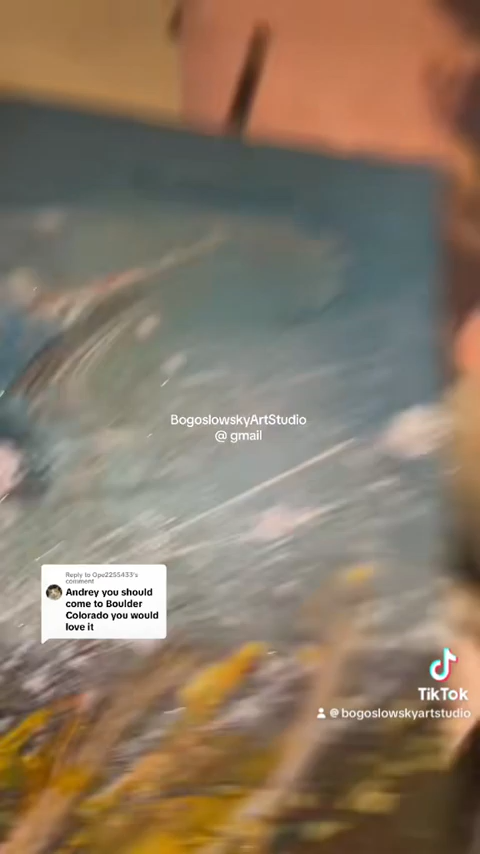 BogoslowskyArtStudio
@ gmail
Reply to Ope2255433's
comment
Andrey you should
come to Boulder
Colorado you would
love it
TikTok
@bogoslowskyartstudio